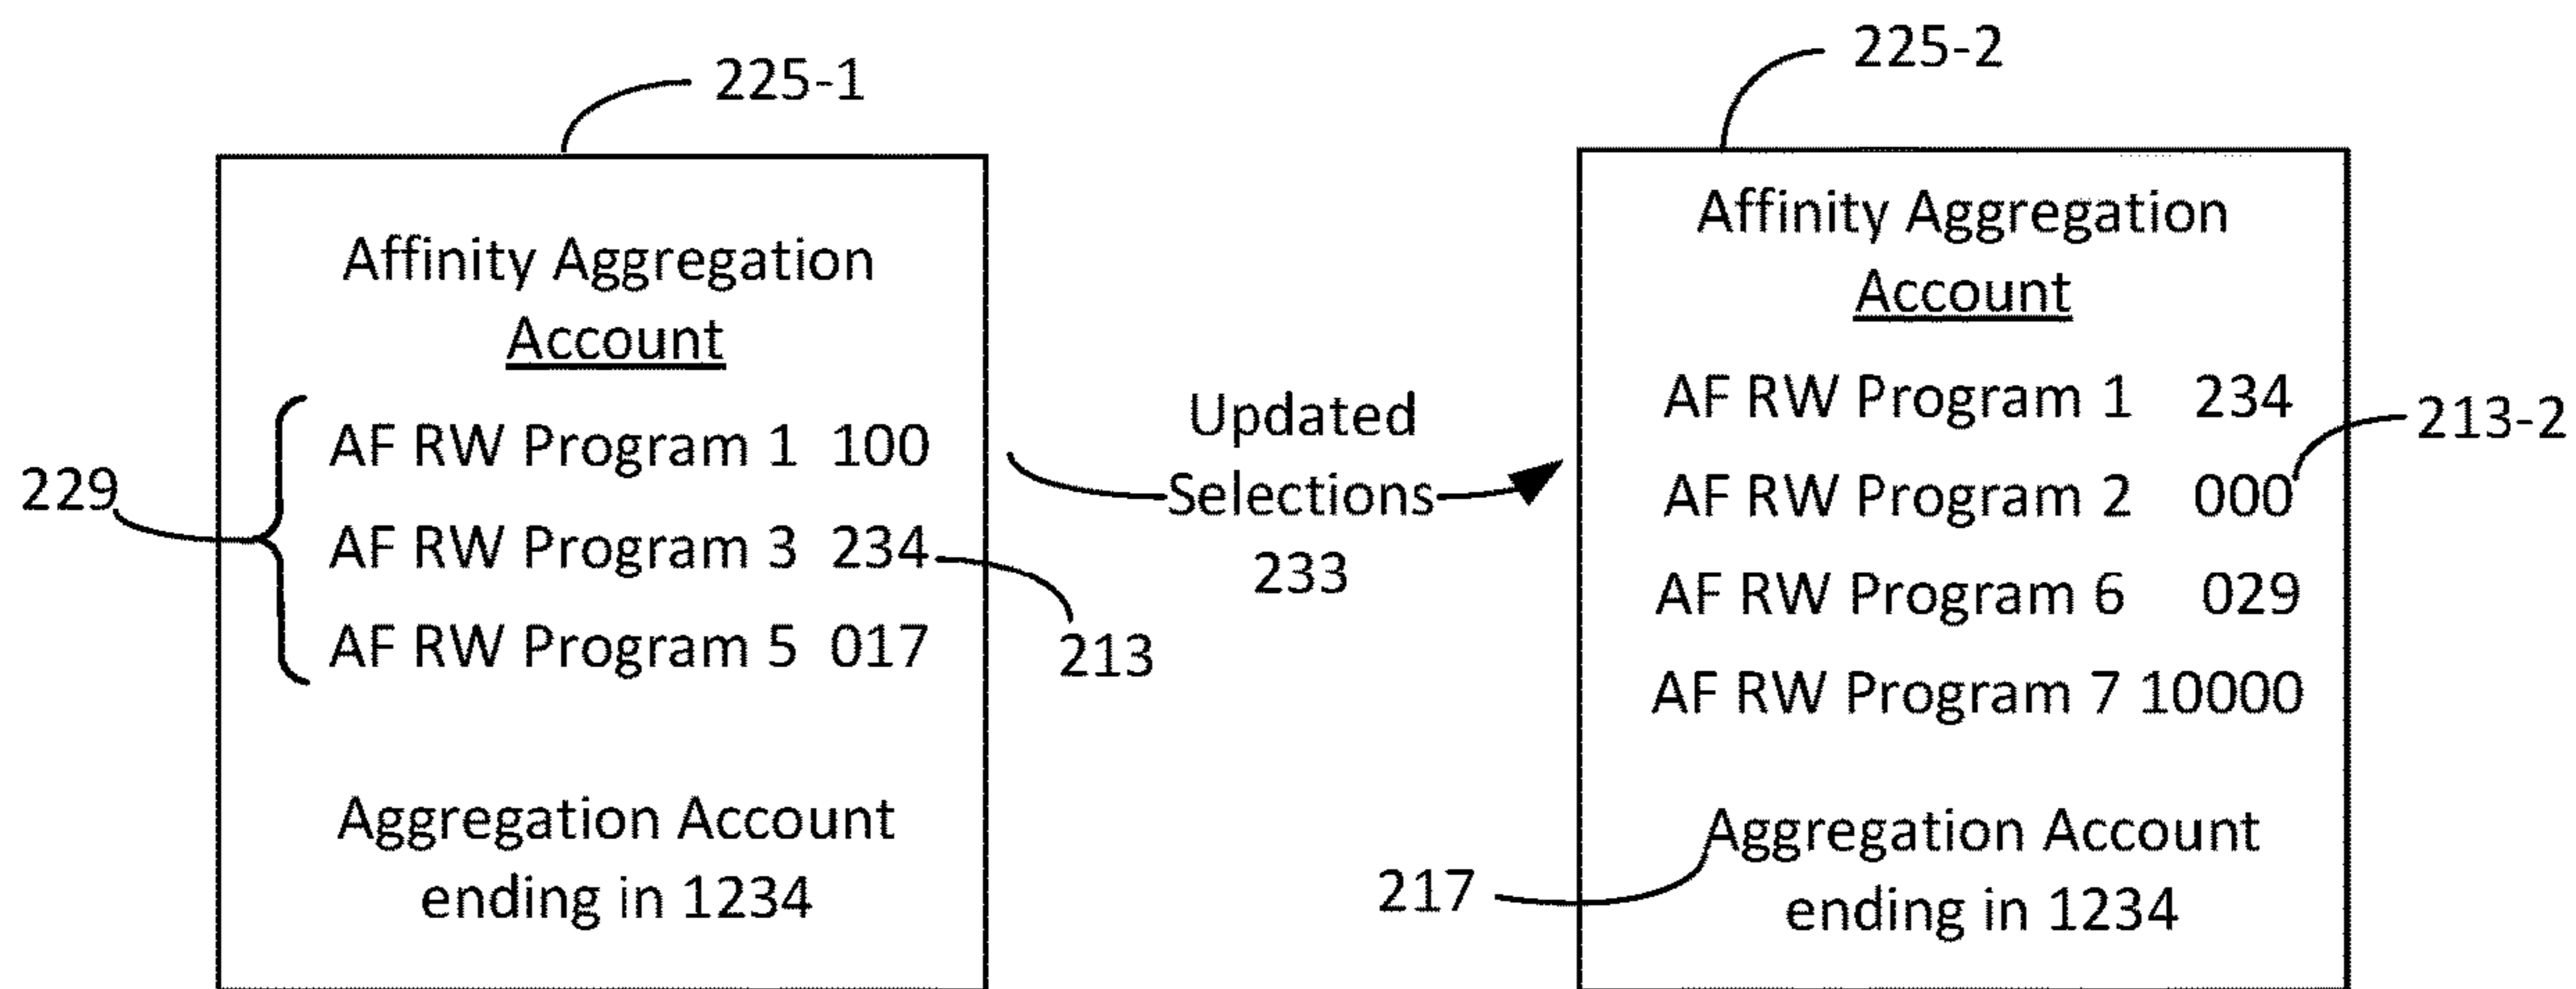 225-1
Affinity Aggregation
Account
AF RW Program 1 100
AF RW Program 3 234
AF RW Program 5 017
229
213
Aggregation Account
ending in 1234
Updated
Selections
233
225-2
Affinity Aggregation
Account
AF RW Program 1 234
AF RW Program 2 000
AF RW Program 6 029
AF RW Program 7 10000
213-2
217
Aggregation Account
ending in 1234